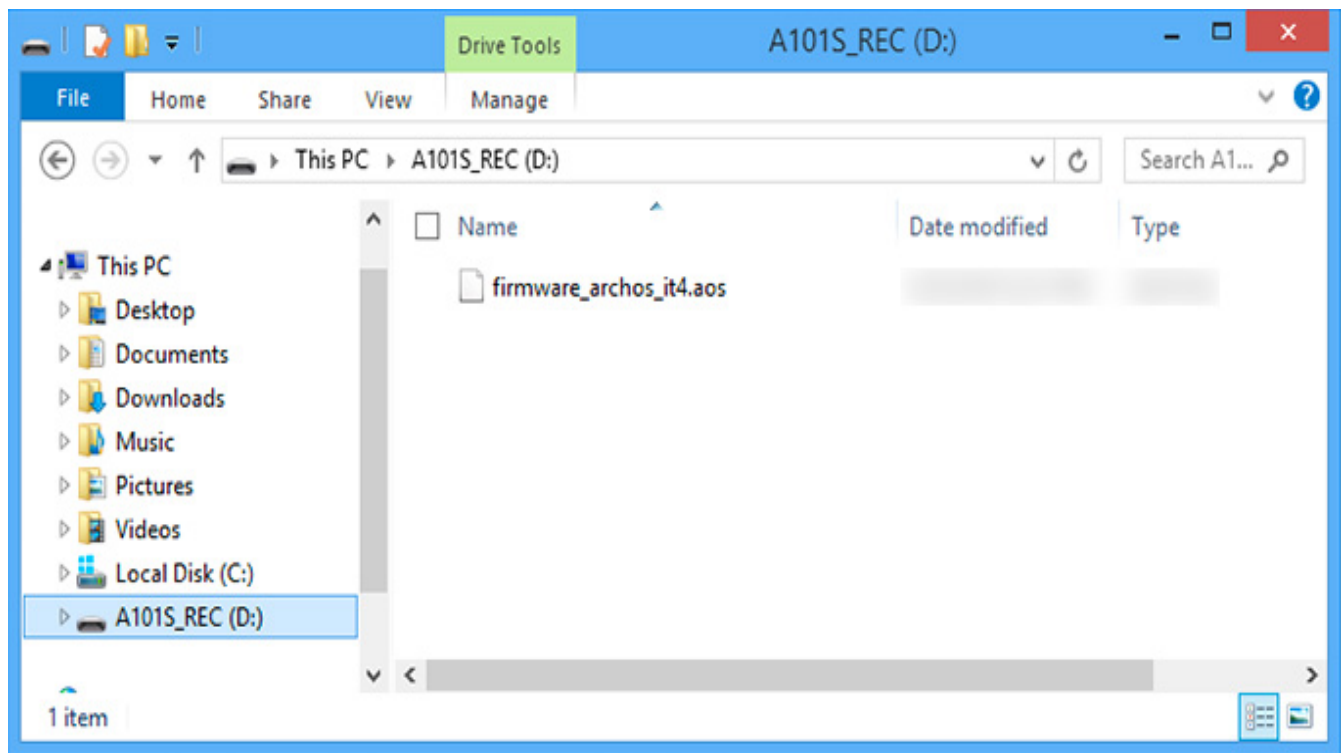 Drive Tools
A101S_REC (D:)
File Home Share View Manage
This PC A101S_REC (D:)
Search A1...
Name Date modified Type
This PC
firmware_archos_it4.aos
Desktop
Documents
Downloads
Music
Pictures
Videos
Local Disk (C:)
A101S_REC (D:)
1 item